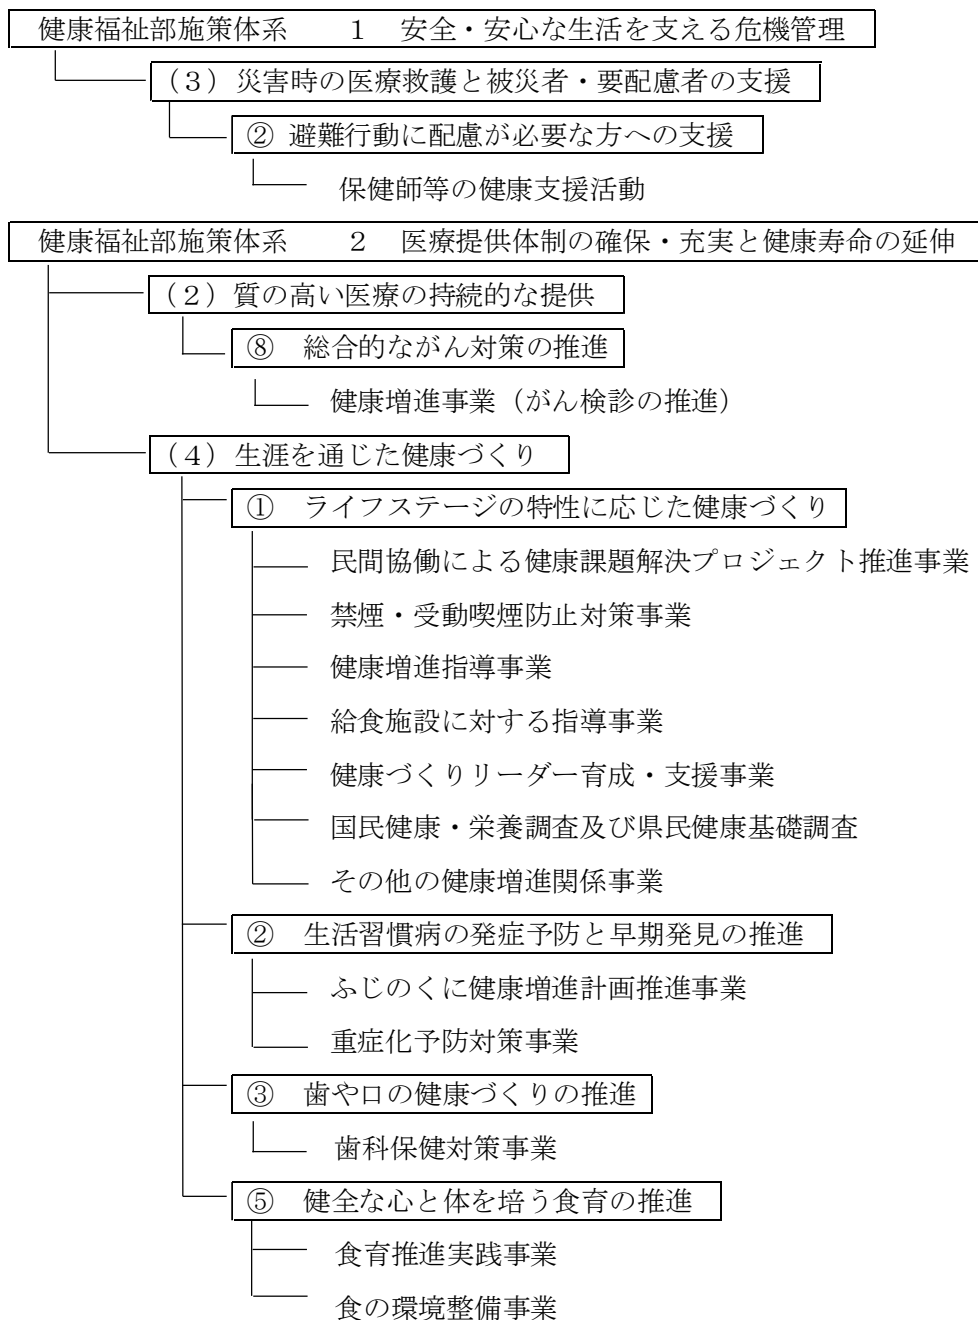 健康福祉部施策体系　　1　安全・安心な生活を支える危機管理
（３）災害時の医療救護と被災者・要配慮者の支援
② 避難行動に配慮が必要な方への支援
保健師等の健康支援活動
健康福祉部施策体系　　2　医療提供体制の確保・充実と健康寿命の延伸
（２）質の高い医療の持続的な提供
⑧　総合的ながん対策の推進
健康増進事業（がん検診の推進）
（４）生涯を通じた健康づくり
①　ライフステージの特性に応じた健康づくり
民間協働による健康課題解決プロジェクト推進事業
禁煙・受動喫煙防止対策事業
健康増進指導事業
給食施設に対する指導事業
健康づくりリーダー育成・支援事業
国民健康・栄養調査及び県民健康基礎調査
その他の健康増進関係事業
②　生活習慣病の発症予防と早期発見の推進
ふじのくに健康増進計画推進事業
重症化予防対策事業
③　歯や口の健康づくりの推進
歯科保健対策事業
⑤　健全な心と体を培う食育の推進
食育推進実践事業
食の環境整備事業